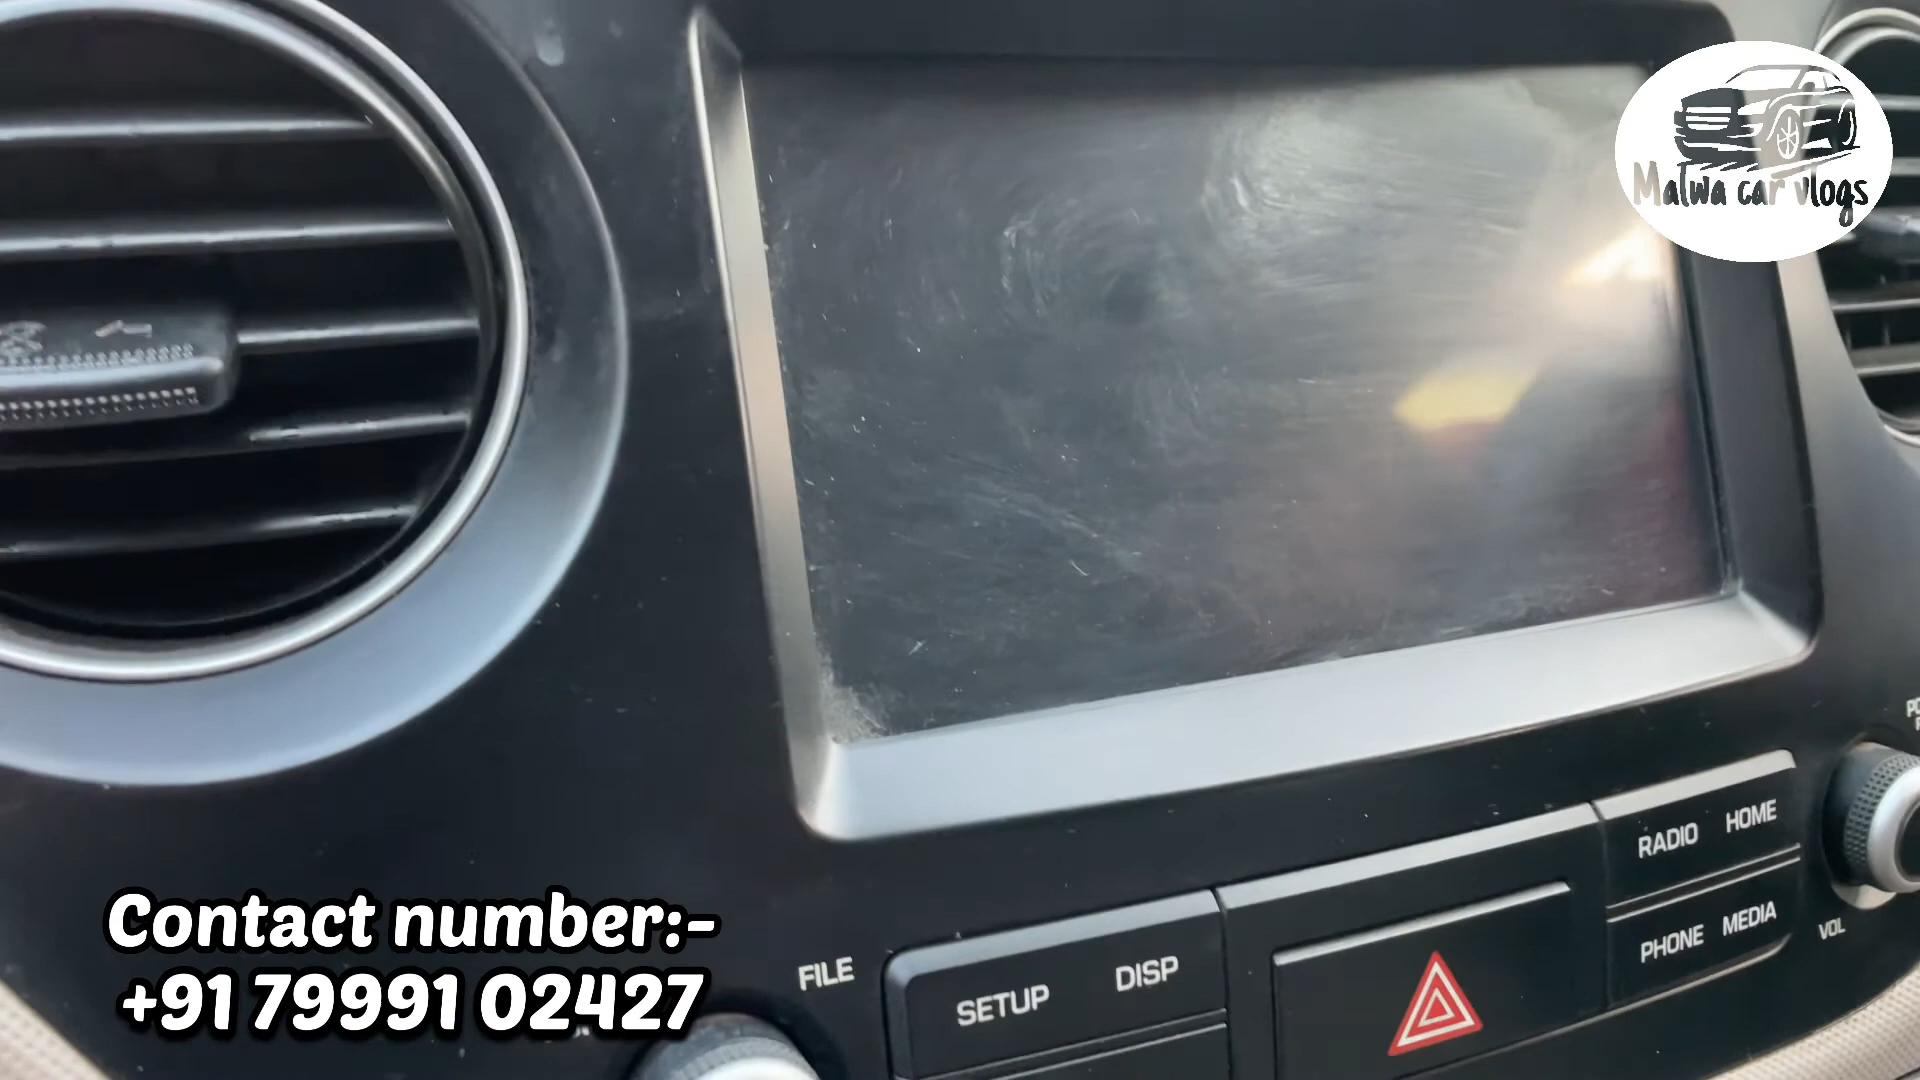 Malwa car vlogs
RADIO HOME
PHONE MEDIA
VOL
FILE
SETUP DISP
Contact number:-
+91 79991 02427